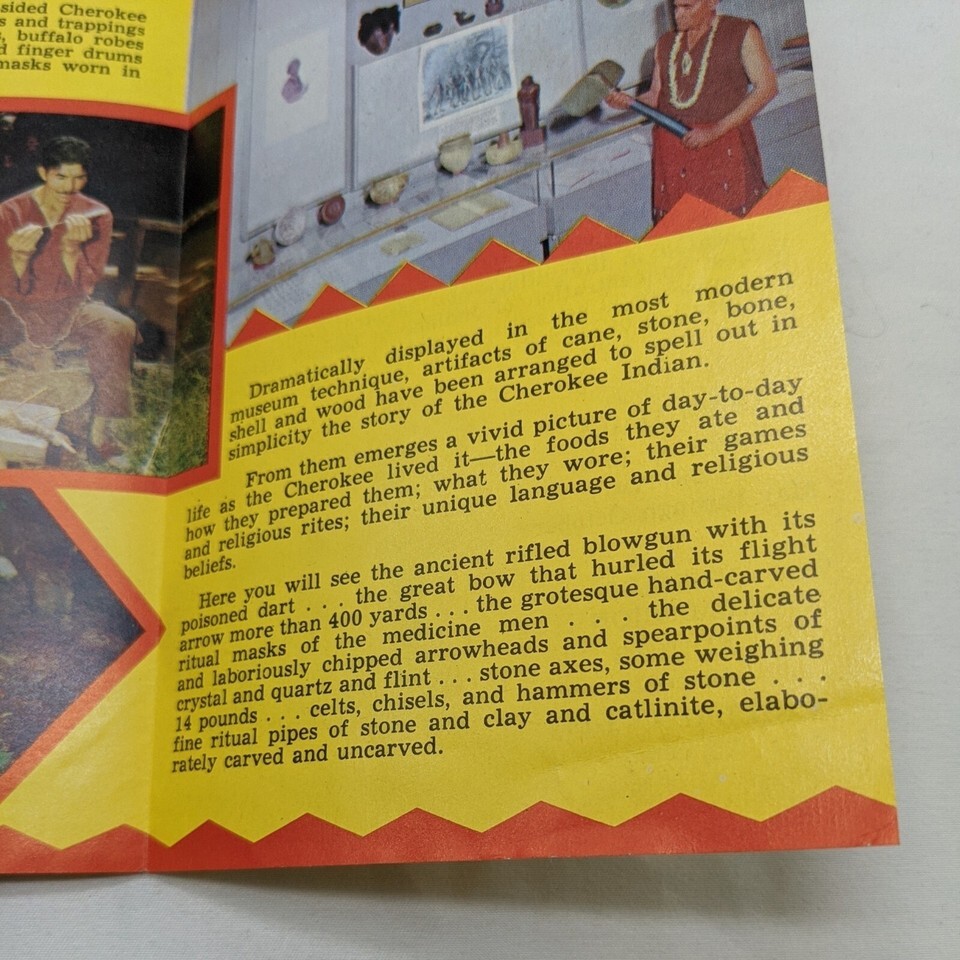 sided Cherokee
s and trappings
s, buffalo robes
d finger drums
masks worn in
Dramatically displayed in the most modern
museum technique, artifacts of cane, stone, bone,
shell and wood have been arranged to spell out in
simplicity the story of the Cherokee Indian.
From them emerges a vivid picture of day-to-day
life as the Cherokee lived it—the foods they ate and
how they prepared them; what they wore; their games
and religious rites; their unique language and religious
beliefs.
Here you will see the ancient rifled blowgun with its
poisoned dart . . . the great bow that hurled its flight
arrow more than 400 yards . . . the grotesque hand-carved
ritual masks of the medicine men . . . the delicate
and laboriously chipped arrowheads and spearpoints of
crystal and quartz and flint . . . stone axes, some weighing
14 pounds . . . celts, chisels, and hammers of stone . . .
fine ritual pipes of stone and clay and catlinite, elabo-
rately carved and uncarved.